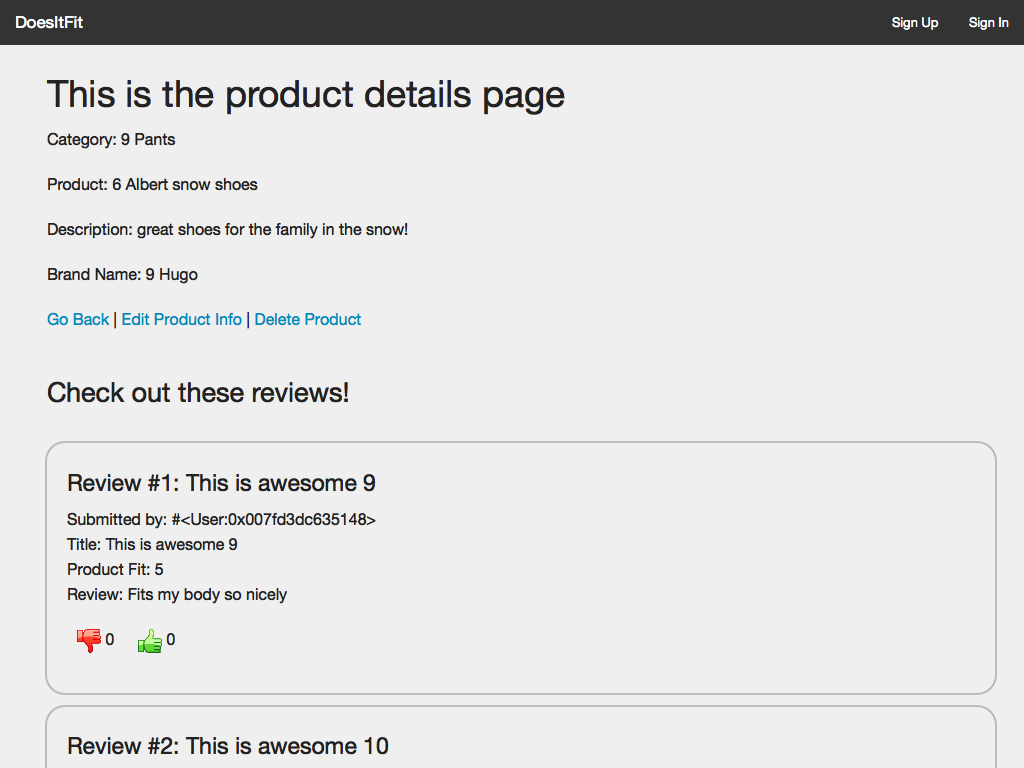 DoesItFit
Sign Up
Sign In
This is the product details page
Category: 9 Pants
Product: 6 Albert snow shoes
Description: great shoes for the family in the snow!
Brand Name: 9 Hugo
Go Back | Edit Product Info | Delete Product
Check out these reviews!
Review #1: This is awesome 9
Submitted by: #<User:0x007fd3dc635148>
Title: This is awesome 9
Product Fit: 5
Review: Fits my body so nicely
0 0
Review #2: This is awesome 10